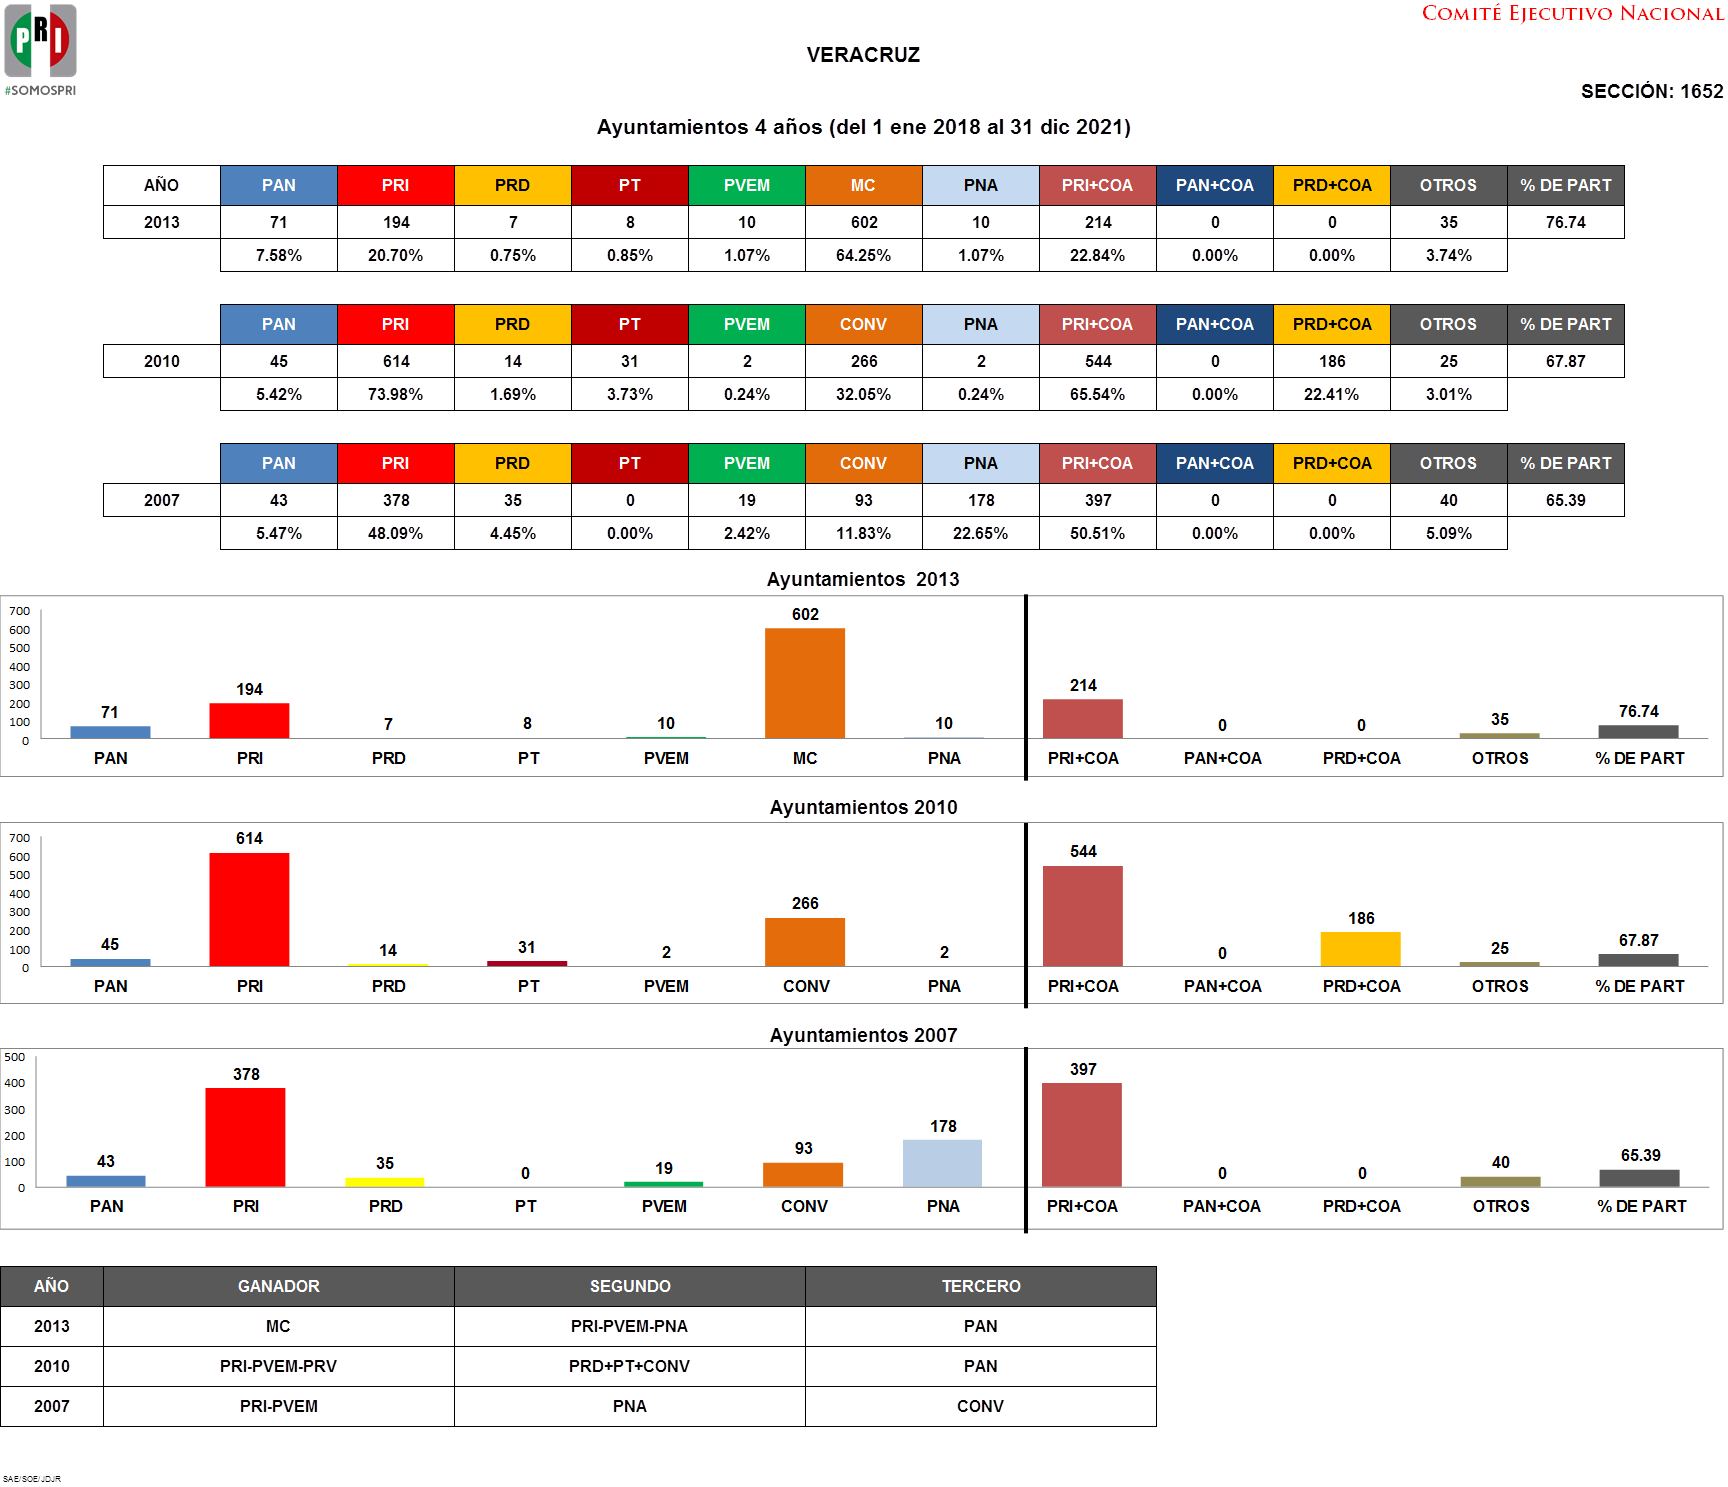 PRI
#SOMOSPRI
COMITÉ EJECUTIVO NACIONAL
VERACRUZ
SECCIÓN: 1652
Ayuntamientos 4 años (del 1 ene 2018 al 31 dic 2021)
AÑO PAN PRI PRD PT PVEM MC PNA PRI+COA PAN+COA PRD+COA OTROS % DE PART
2013 71 194 7 8 10 602 10 214 0 0 35 76.74
7.58% 20.70% 0.75% 0.85% 1.07% 64.25% 1.07% 22.84% 0.00% 0.00% 3.74%
PAN PRI PRD PT PVEM CONV PNA PRI+COA PAN+COA PRD+COA OTROS % DE PART
2010 45 614 14 31 2 266 2 544 0 186 25 67.87
5.42% 73.98% 1.69% 3.73% 0.24% 32.05% 0.24% 65.54% 0.00% 22.41% 3.01%
PAN PRI PRD PT PVEM CONV PNA PRI+COA PAN+COA PRD+COA OTROS % DE PART
2007 43 378 35 0 19 93 178 397 0 0 40 65.39
5.47% 48.09% 4.45% 0.00% 2.42% 11.83% 22.65% 50.51% 0.00% 0.00% 5.09%
Ayuntamientos 2013
700
600
500
400
300
200
100
0
71 194 7 8 10 602 10 214 0 0 35 76.74
PAN PRI PRD PT PVEM MC PNA PRI+COA PAN+COA PRD+COA OTROS % DE PART
Ayuntamientos 2010
700
600
500
400
300
200
100
0
45 614 14 31 2 266 2 544 0 186 25 67.87
PAN PRI PRD PT PVEM CONV PNA PRI+COA PAN+COA PRD+COA OTROS % DE PART
Ayuntamientos 2007
500
400
300
200
100
0
43 378 35 0 19 93 178 397 0 0 40 65.39
PAN PRI PRD PT PVEM CONV PNA PRI+COA PAN+COA PRD+COA OTROS % DE PART
AÑO GANADOR SEGUNDO TERCERO
2013 MC PRI-PVEM-PNA PAN
2010 PRI-PVEM-PRV PRD+PT+CONV PAN
2007 PRI-PVEM PNA CONV
SAE/SOE/JDJR